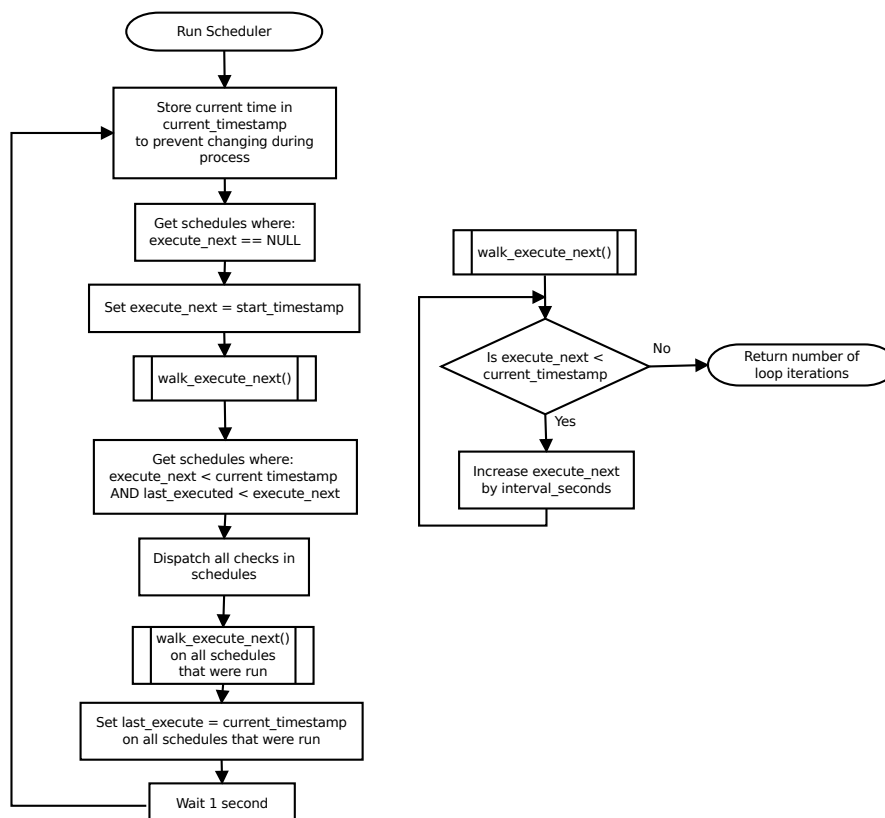 Run Scheduler
Store current time in
current_timestamp
to prevent changing during
process
Get schedules where:
execute_next == NULL
Set execute_next = start_timestamp
walk_execute_next()
Get schedules where:
execute_next < current timestamp
AND last_executed < execute_next
Dispatch all checks in
schedules
walk_execute_next()
on all schedules
that were run
Set last_execute = current_timestamp
on all schedules that were run
Wait 1 second
walk_execute_next()
Is execute_next <
current_timestamp
No
Return number of
loop iterations
Yes
Increase execute_next
by interval_seconds